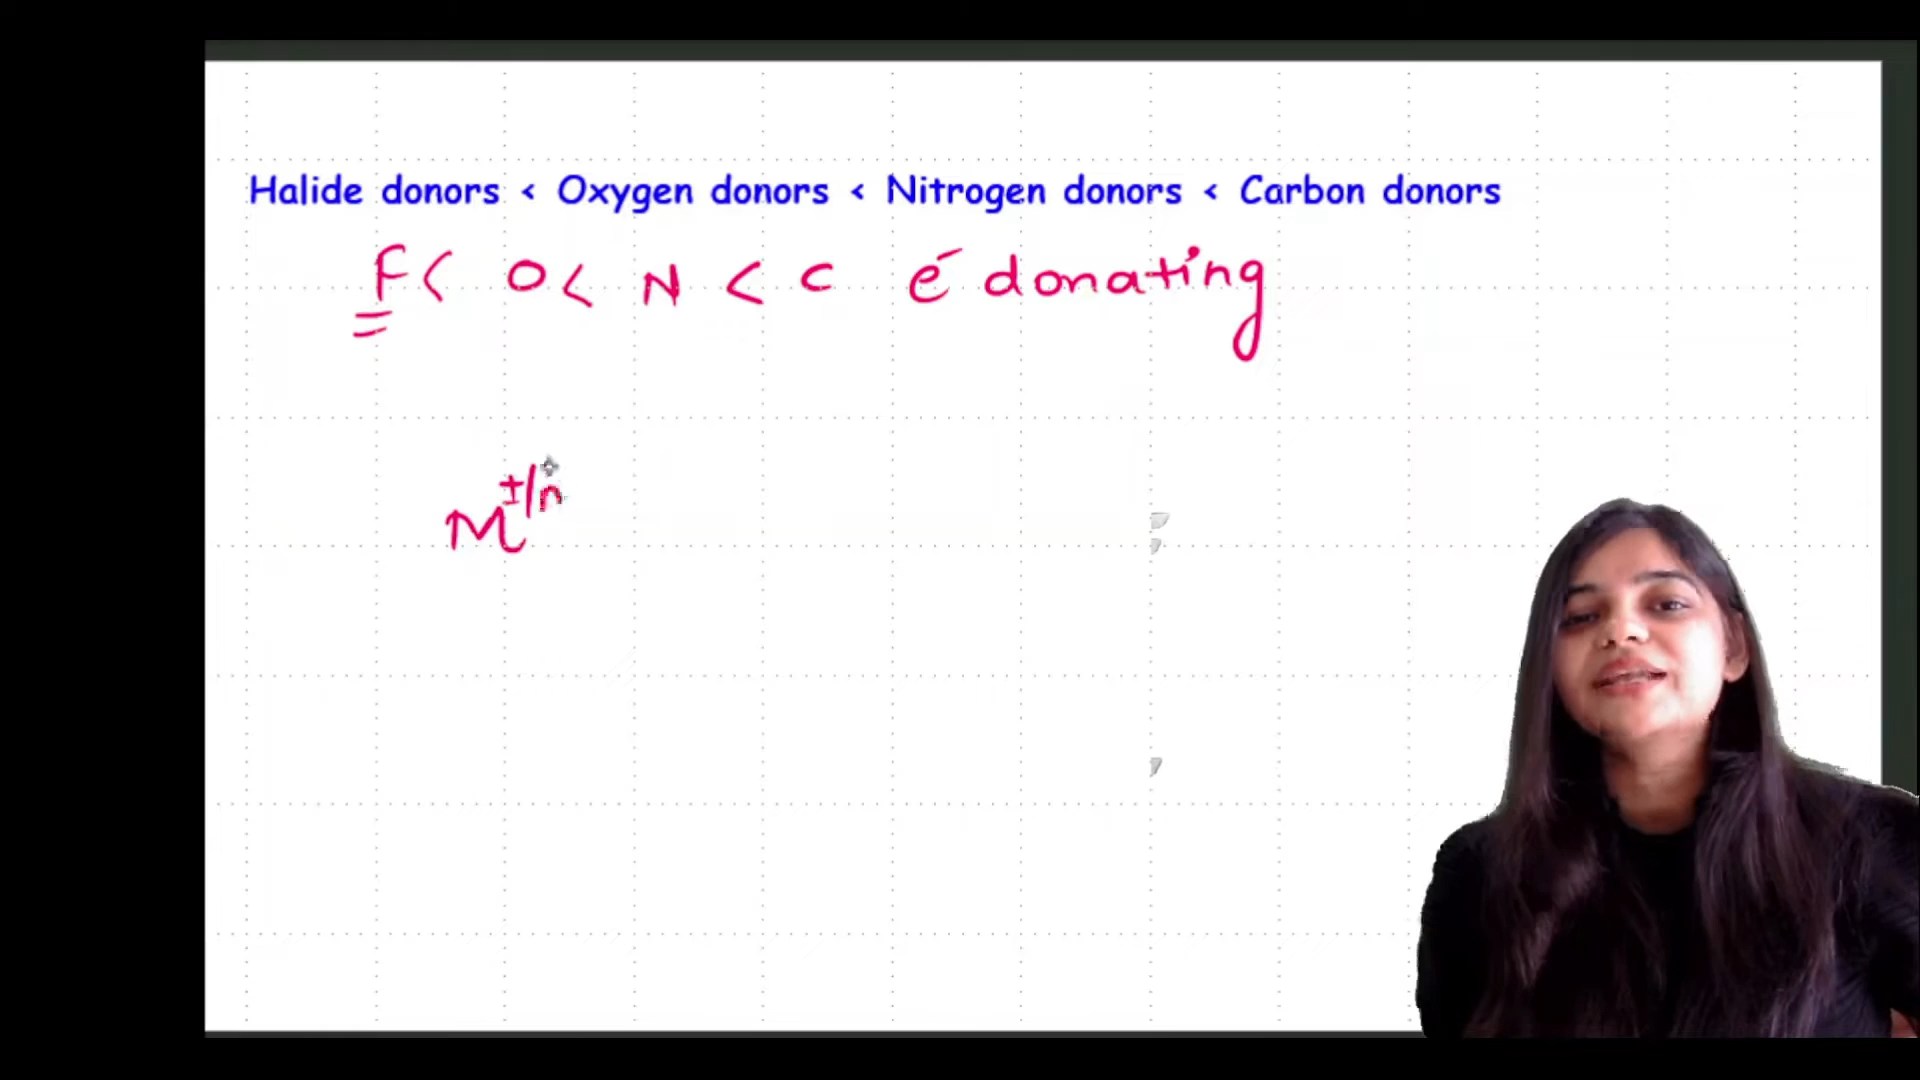 Halide donors < Oxygen donors < Nitrogen donors < Carbon donors
F < O < N < C e⁻ donating
M^±/n